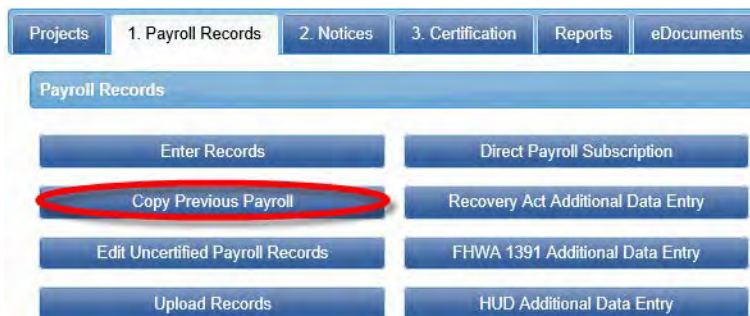 Projects 1. Payroll Records 2. Notices 3. Certification Reports eDocuments
Payroll Records
Enter Records Direct Payroll Subscription
Copy Previous Payroll Recovery Act Additional Data Entry
Edit Uncertified Payroll Records FHWA 1391 Additional Data Entry
Upload Records HUD Additional Data Entry